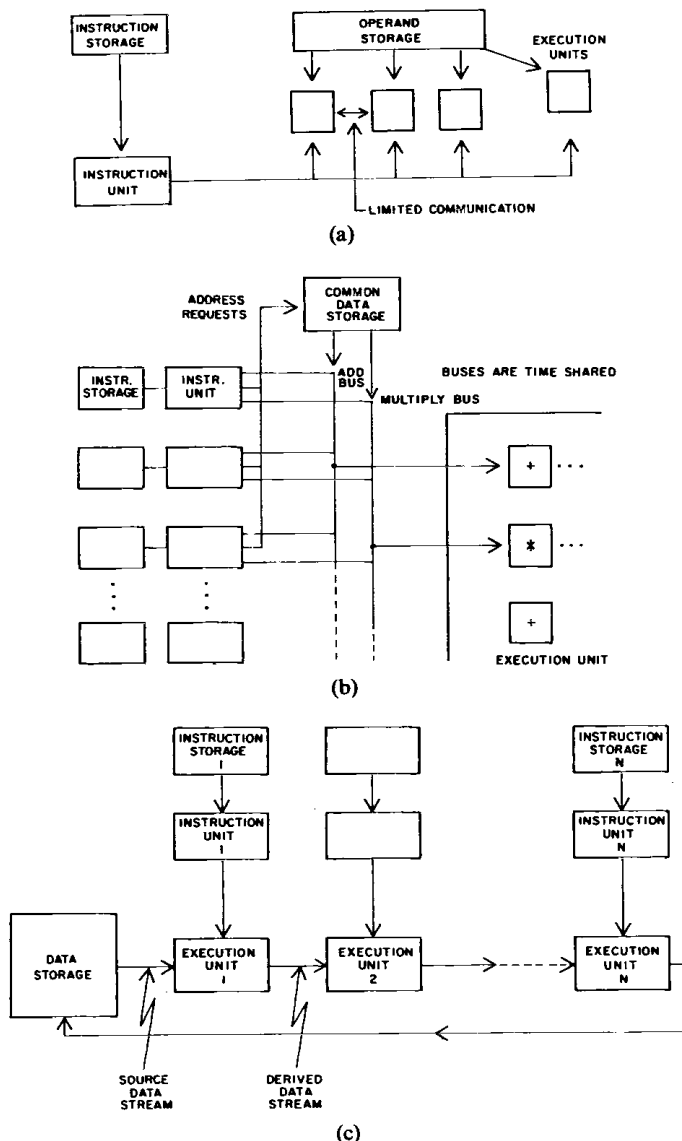 INSTRUCTION
STORAGE
OPERAND
STORAGE
EXECUTION
UNITS
INSTRUCTION
UNIT
LIMITED COMMUNICATION
(a)
ADDRESS
REQUESTS
COMMON
DATA
STORAGE
INSTR.
STORAGE
INSTR.
UNIT
ADD
BUS
MULTIPLY BUS
BUSES ARE TIME SHARED
+ ...
* ...
+
EXECUTION UNIT
(b)
INSTRUCTION
STORAGE
I
INSTRUCTION
STORAGE
N
INSTRUCTION
UNIT
I
INSTRUCTION
UNIT
N
DATA
STORAGE
EXECUTION
UNIT
I
EXECUTION
UNIT
2
EXECUTION
UNIT
N
SOURCE
DATA
STREAM
DERIVED
DATA
STREAM
(c)